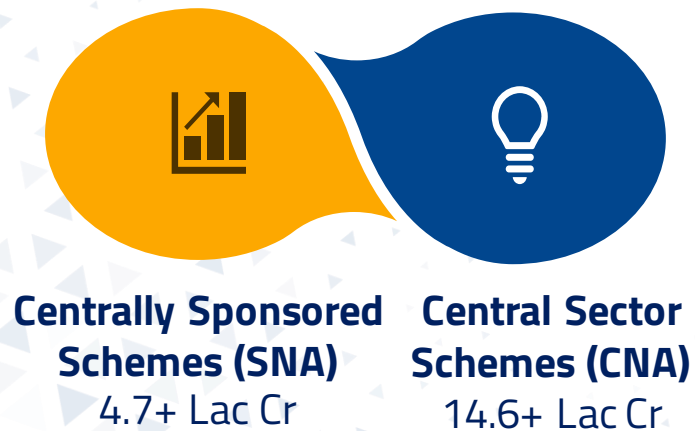 Centrally Sponsored
Schemes (SNA)
4.7+ Lac Cr
Central Sector
Schemes (CNA)
14.6+ Lac Cr